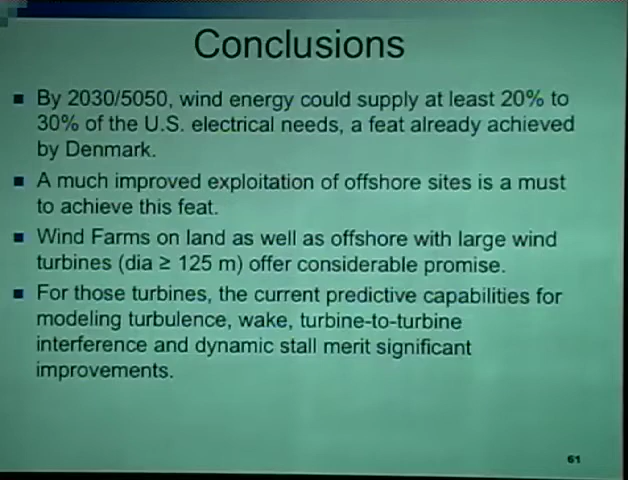 Conclusions
■ By 2030/5050, wind energy could supply at least 20% to
30% of the U.S. electrical needs, a feat already achieved
by Denmark.
■ A much improved exploitation of offshore sites is a must
to achieve this feat.
■ Wind Farms on land as well as offshore with large wind
turbines (dia ≥ 125 m) offer considerable promise.
■ For those turbines, the current predictive capabilities for
modeling turbulence, wake, turbine-to-turbine
interference and dynamic stall merit significant
improvements.
61